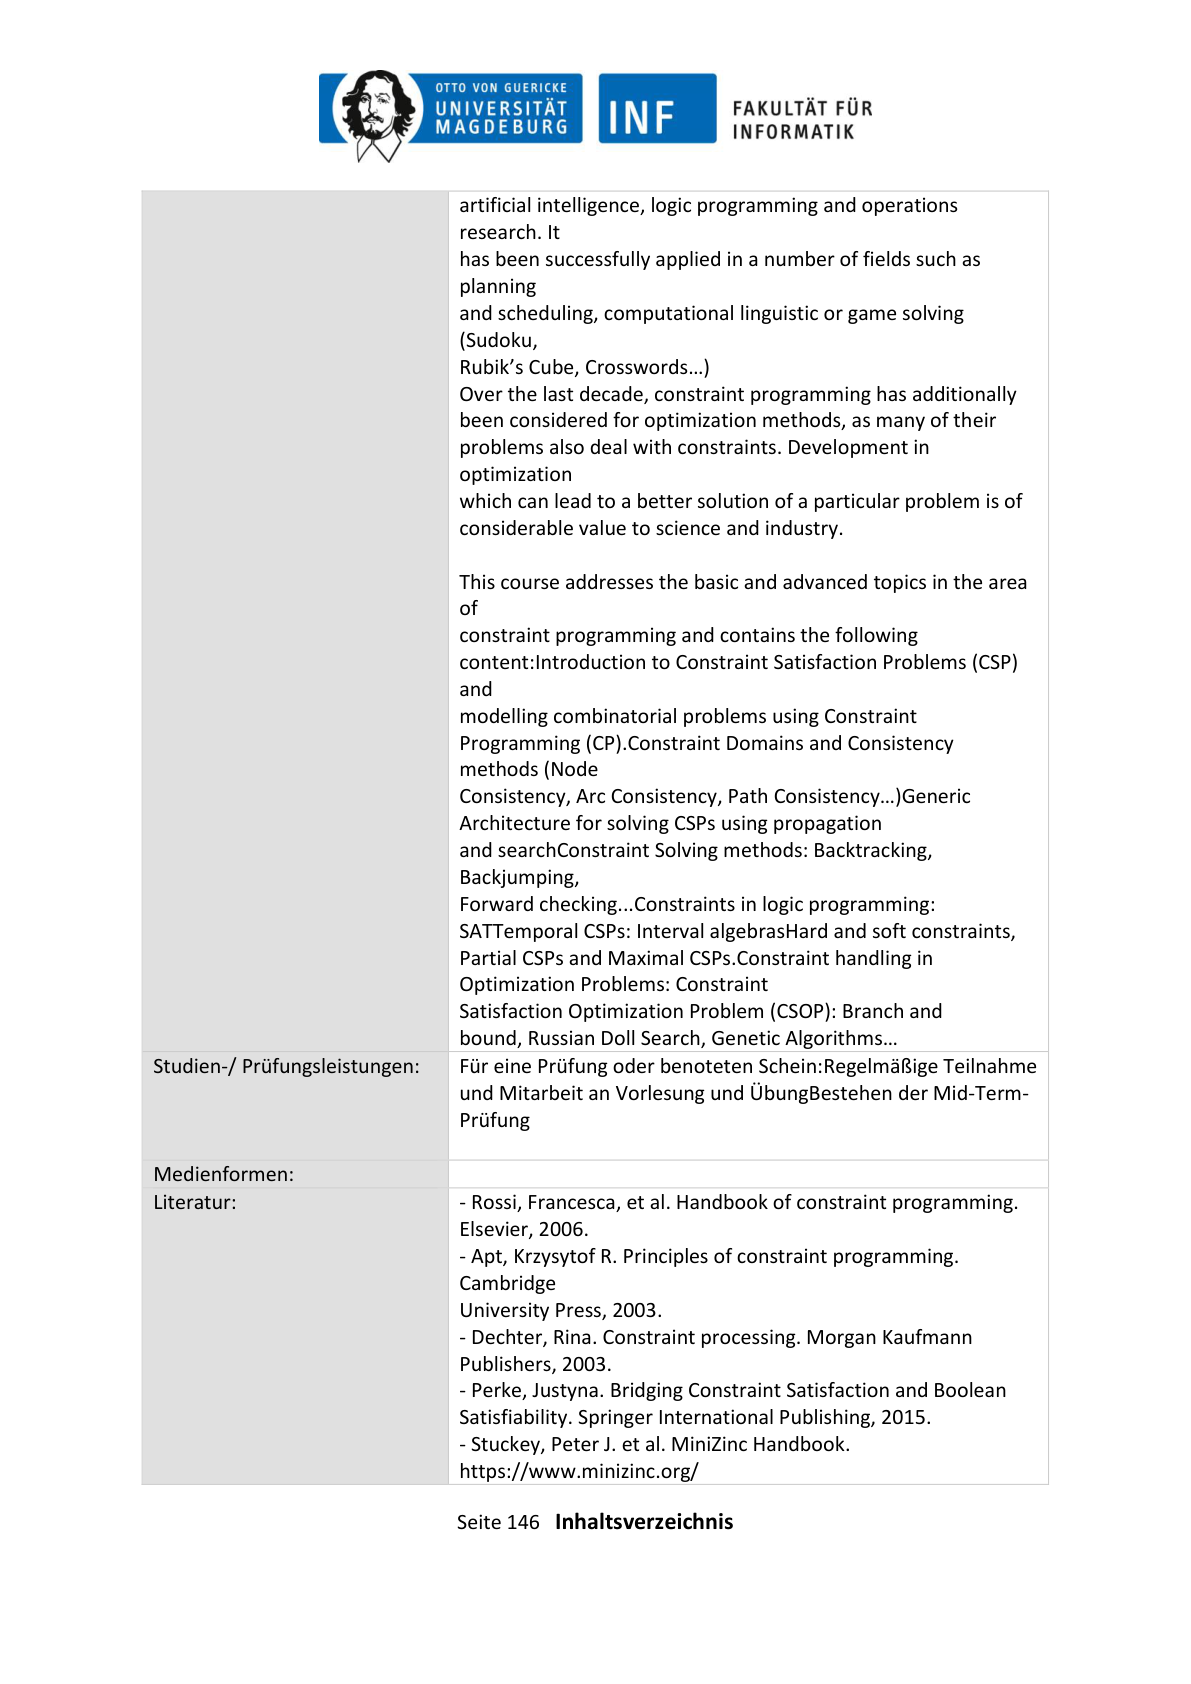 OTTO VON GUERICKE
UNIVERSITÄT
MAGDEBURG
INF
FAKULTÄT FÜR
INFORMATIK
artificial intelligence, logic programming and operations
research. It
has been successfully applied in a number of fields such as
planning
and scheduling, computational linguistic or game solving
(Sudoku,
Rubik’s Cube, Crosswords…)
Over the last decade, constraint programming has additionally
been considered for optimization methods, as many of their
problems also deal with constraints. Development in
optimization
which can lead to a better solution of a particular problem is of
considerable value to science and industry.
This course addresses the basic and advanced topics in the area
of
constraint programming and contains the following
content:Introduction to Constraint Satisfaction Problems (CSP)
and
modelling combinatorial problems using Constraint
Programming (CP).Constraint Domains and Consistency
methods (Node
Consistency, Arc Consistency, Path Consistency…)Generic
Architecture for solving CSPs using propagation
and searchConstraint Solving methods: Backtracking,
Backjumping,
Forward checking...Constraints in logic programming:
SATTemporal CSPs: Interval algebrasHard and soft constraints,
Partial CSPs and Maximal CSPs.Constraint handling in
Optimization Problems: Constraint
Satisfaction Optimization Problem (CSOP): Branch and
bound, Russian Doll Search, Genetic Algorithms…
Studien-/ Prüfungsleistungen:
Für eine Prüfung oder benoteten Schein:Regelmäßige Teilnahme
und Mitarbeit an Vorlesung und ÜbungBestehen der Mid-Term-
Prüfung
Medienformen:
Literatur:
- Rossi, Francesca, et al. Handbook of constraint programming.
Elsevier, 2006.
- Apt, Krzysytof R. Principles of constraint programming.
Cambridge
University Press, 2003.
- Dechter, Rina. Constraint processing. Morgan Kaufmann
Publishers, 2003.
- Perke, Justyna. Bridging Constraint Satisfaction and Boolean
Satisfiability. Springer International Publishing, 2015.
- Stuckey, Peter J. et al. MiniZinc Handbook.
https://www.minizinc.org/
Seite 146 Inhaltsverzeichnis